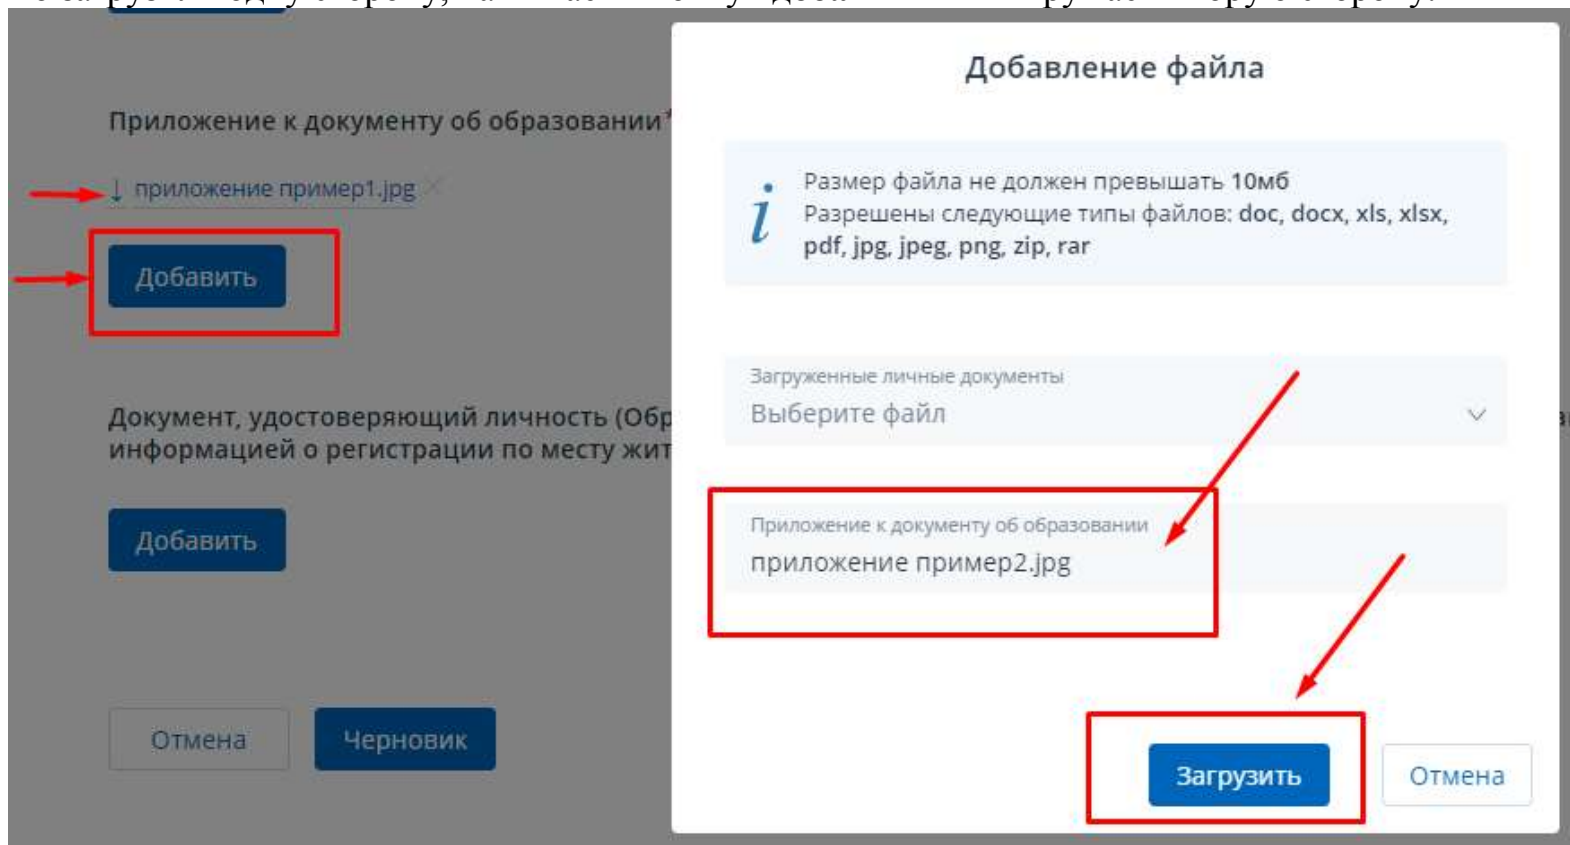 Приложение к документу об образовании*
↓ приложение пример1.jpg ×
Добавить
Документ, удостоверяющий личность
информацией о регистрации по месту
Добавить
Отмена
Черновик
Добавление файла
i
Размер файла не должен превышать 10мб
Разрешены следующие типы файлов: doc, docx, xls, xlsx,
pdf, jpg, jpeg, png, zip, rar
Загруженные личные документы
Выберите файл
Приложение к документу об образовании
приложение пример2.jpg
Загрузить
Отмена